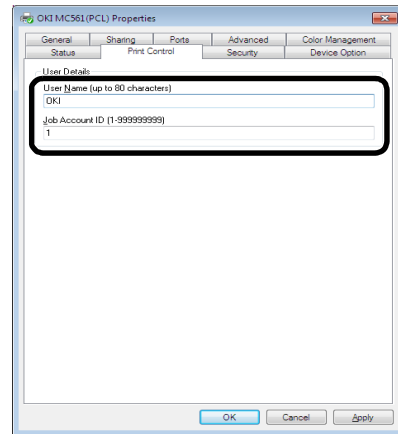 OKI MC561(PCL) Properties
General Sharing Ports Advanced Color Management
Status Print Control Security Device Option
User Details
User Name (up to 80 characters)
OKI
Job Account ID (1-999999999)
1
OK Cancel Apply